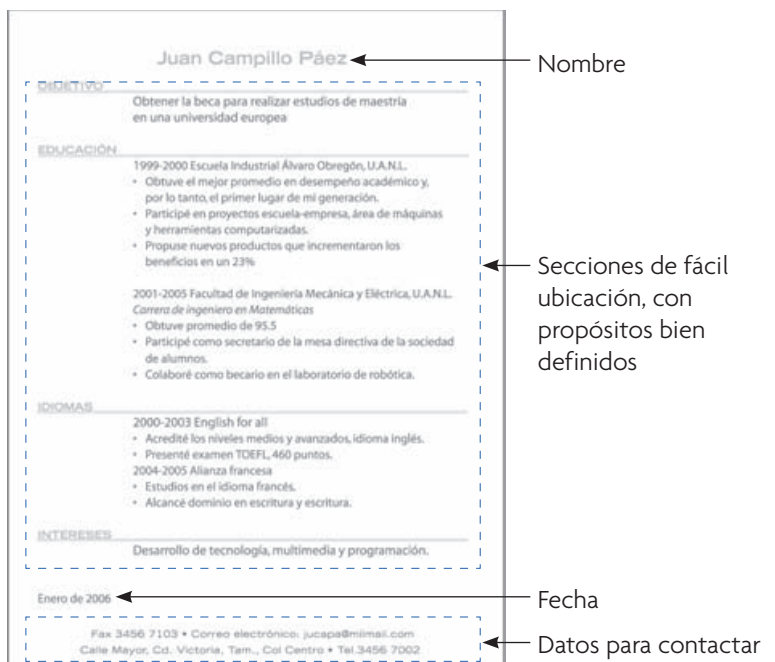 Juan Campillo Páez
Nombre
OBJETIVO
Obtener la beca para realizar estudios de maestría
en una universidad europea
EDUCACIÓN
1999-2000 Escuela Industrial Álvaro Obregón, U.A.N.L.
• Obtuve el mejor promedio en desempeño académico y,
por lo tanto, el primer lugar de mi generación.
• Participé en proyectos escuela-empresa, área de máquinas
y herramientas computarizadas.
• Propuse nuevos productos que incrementaron los
beneficios en un 23%
2001-2005 Facultad de Ingeniería Mecánica y Eléctrica, U.A.N.L.
Carrera de ingeniero en Matemáticas
• Obtuve promedio de 95.5
• Participé como secretario de la mesa directiva de la sociedad
de alumnos.
• Colaboré como becario en el laboratorio de robótica.
Secciones de fácil
ubicación, con
propósitos bien
definidos
IDIOMAS
2000-2003 English for all
• Acredité los niveles medios y avanzados, idioma inglés.
• Presenté examen TOEFL, 460 puntos.
2004-2005 Alianza francesa
• Estudios en el idioma francés.
• Alcancé dominio en escritura y escritura.
INTERESES
Desarrollo de tecnología, multimedia y programación.
Enero de 2006
Fecha
Fax 3456 7103 • Correo electrónico: jucapa@miimail.com
Calle Mayor, Cd. Victoria, Tam., Col Centro • Tel.3456 7002
Datos para contactar